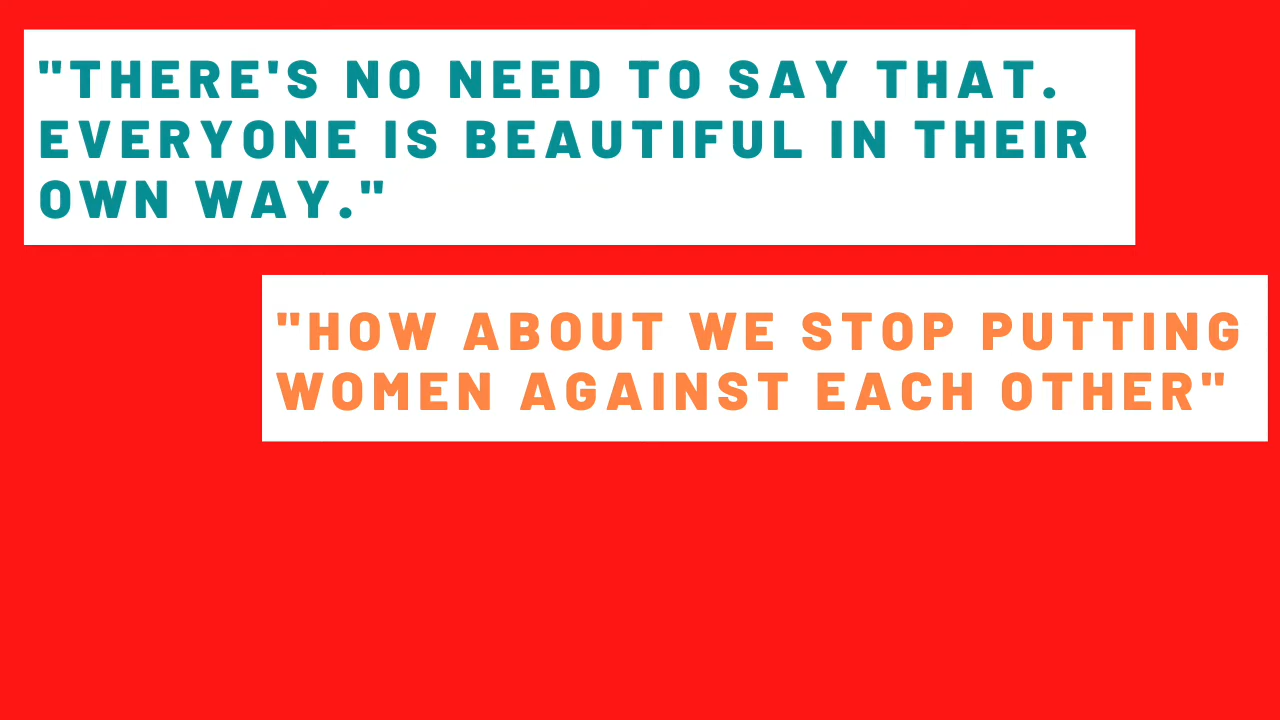 "THERE'S NO NEED TO SAY THAT.
EVERYONE IS BEAUTIFUL IN THEIR
OWN WAY."
"HOW ABOUT WE STOP PUTTING
WOMEN AGAINST EACH OTHER"